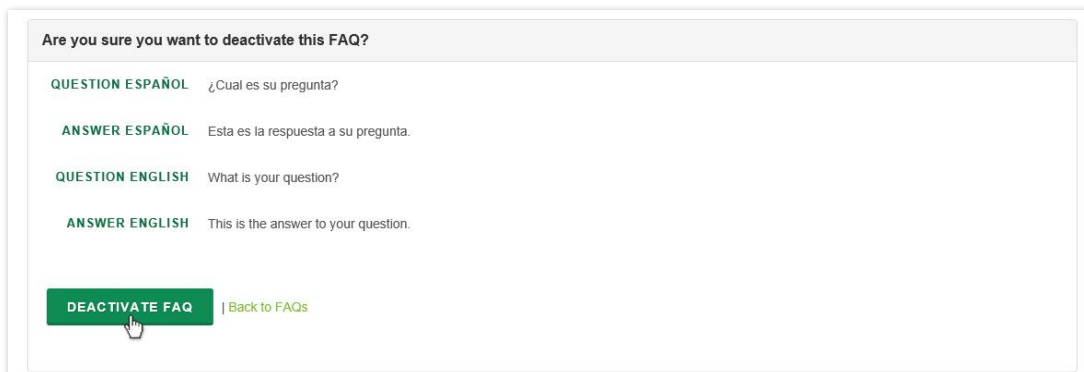 Are you sure you want to deactivate this FAQ?
QUESTION ESPAÑOL ¿Cual es su pregunta?
ANSWER ESPAÑOL Esta es la respuesta a su pregunta.
QUESTION ENGLISH What is your question?
ANSWER ENGLISH This is the answer to your question.
DEACTIVATE FAQ | Back to FAQs